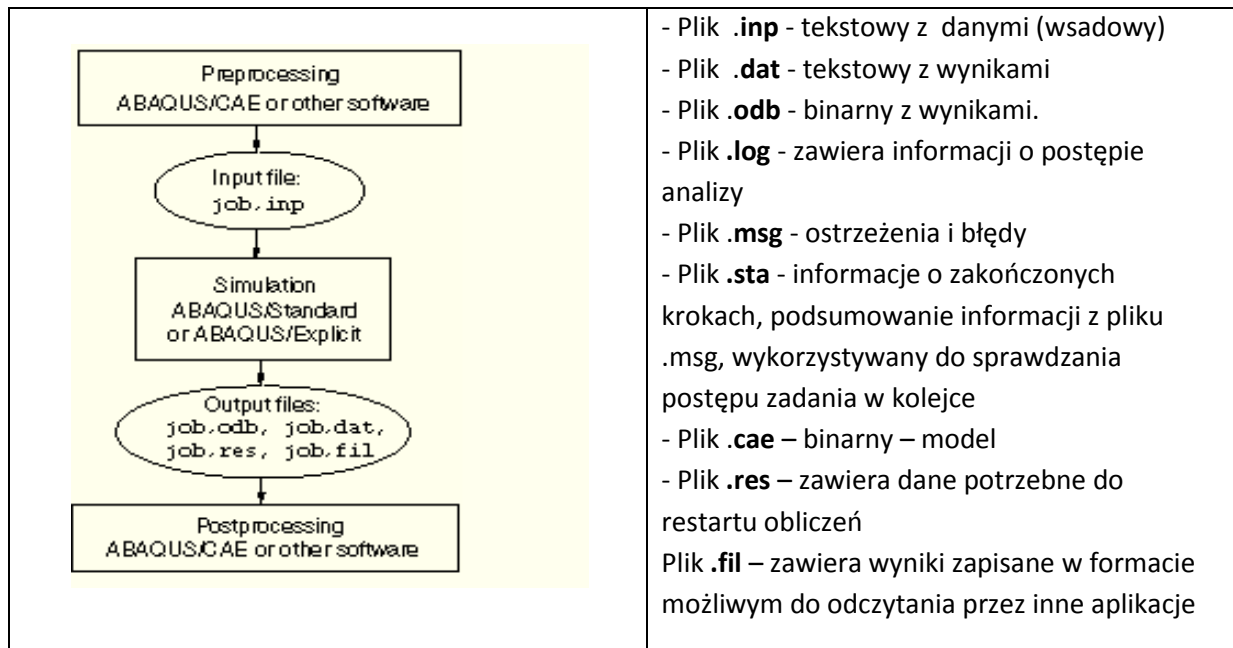 Preprocessing
ABAQUS/CAE or other software
Input file:
job.inp
Simulation
ABAQUS/Standard
or ABAQUS/Explicit
Output files:
job.odb, job.dat,
job.res, job.fil
Postprocessing
ABAQUS/CAE or other software
- Plik .inp - tekstowy z danymi (wsadowy)
- Plik .dat - tekstowy z wynikami
- Plik .odb - binarny z wynikami.
- Plik .log - zawiera informacji o postępie
analizy
- Plik .msg - ostrzeżenia i błędy
- Plik .sta - informacje o zakończonych
krokach, podsumowanie informacji z pliku
.msg, wykorzystywany do sprawdzania
postępu zadania w kolejce
- Plik .cae – binarny – model
- Plik .res – zawiera dane potrzebne do
restartu obliczeń
Plik .fil – zawiera wyniki zapisane w formacie
możliwym do odczytania przez inne aplikacje